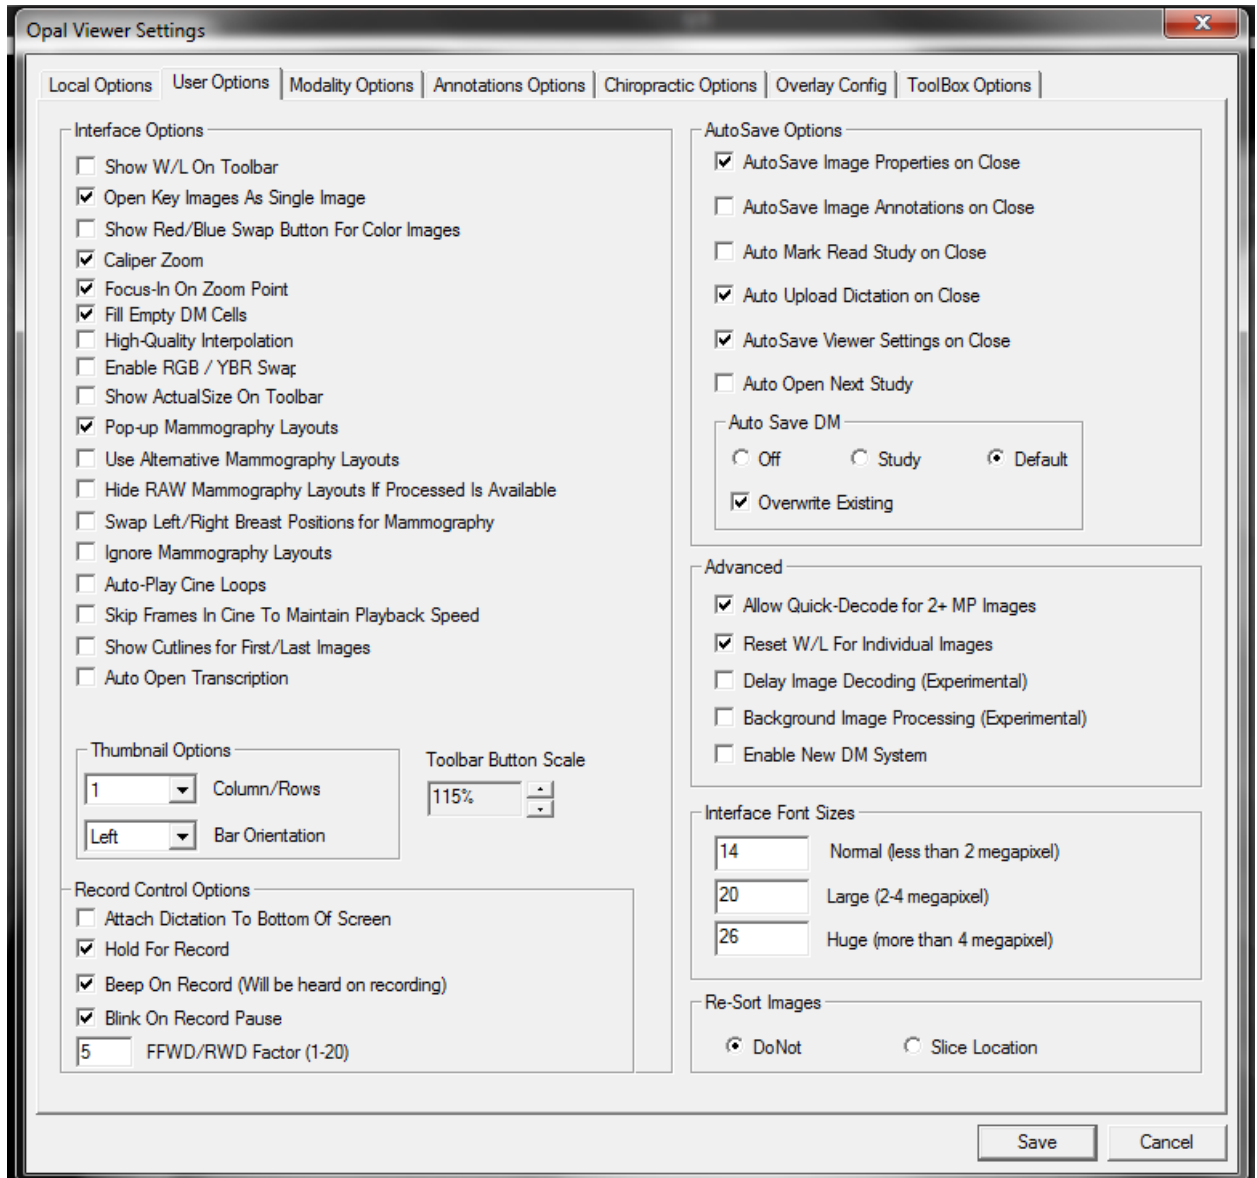 Opal Viewer Settings
Local Options User Options Modality Options Annotations Options Chiropractic Options Overlay Config ToolBox Options
Interface Options
Show W/L On Toolbar
Open Key Images As Single Image
Show Red/Blue Swap Button For Color Images
Caliper Zoom
Focus-In On Zoom Point
Fill Empty DM Cells
High-Quality Interpolation
Enable RGB / YBR Swap
Show ActualSize On Toolbar
Pop-up Mammography Layouts
Use Alternative Mammography Layouts
Hide RAW Mammography Layouts If Processed Is Available
Swap Left/Right Breast Positions for Mammography
Ignore Mammography Layouts
Auto-Play Cine Loops
Skip Frames In Cine To Maintain Playback Speed
Show Cutlines for First/Last Images
Auto Open Transcription
Thumbnail Options
1 Column/Rows
Left Bar Orientation
Toolbar Button Scale
115%
Record Control Options
Attach Dictation To Bottom Of Screen
Hold For Record
Beep On Record (Will be heard on recording)
Blink On Record Pause
5 FFWD/RWD Factor (1-20)
AutoSave Options
AutoSave Image Properties on Close
AutoSave Image Annotations on Close
Auto Mark Read Study on Close
Auto Upload Dictation on Close
AutoSave Viewer Settings on Close
Auto Open Next Study
Auto Save DM
Off Study Default
Overwrite Existing
Advanced
Allow Quick-Decode for 2+ MP Images
Reset W/L For Individual Images
Delay Image Decoding (Experimental)
Background Image Processing (Experimental)
Enable New DM System
Interface Font Sizes
14 Normal (less than 2 megapixel)
20 Large (2-4 megapixel)
26 Huge (more than 4 megapixel)
Re-Sort Images
DoNot Slice Location
Save Cancel